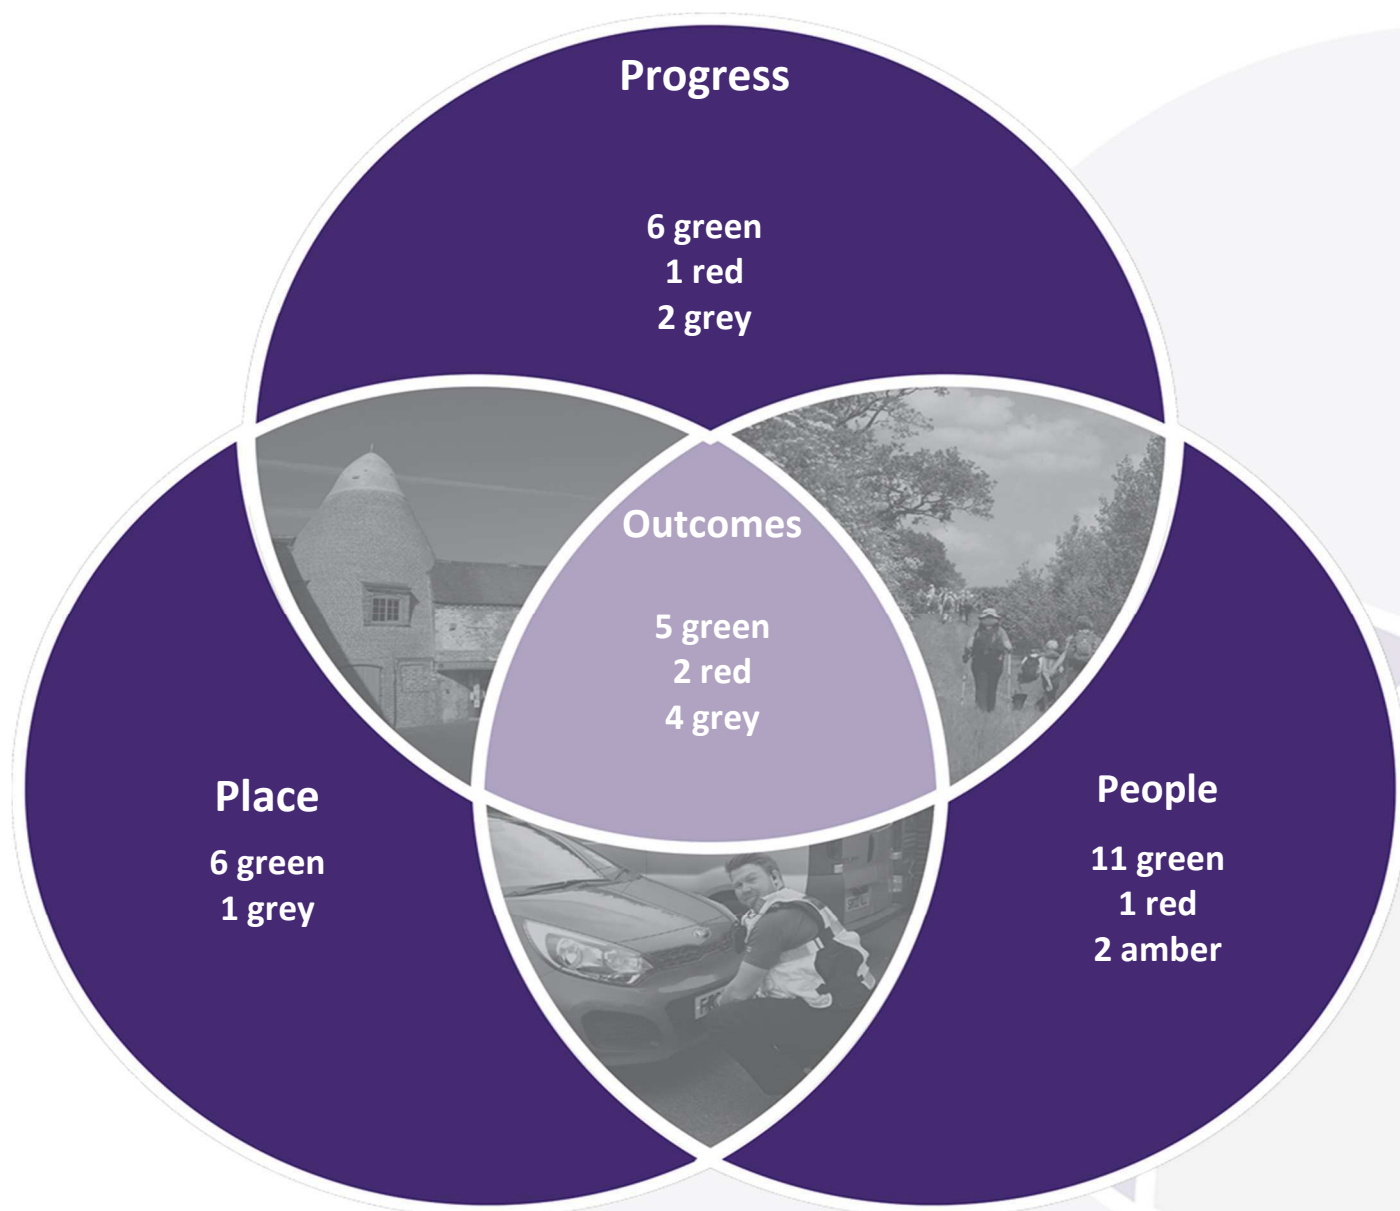 Progress
6 green
1 red
2 grey
Outcomes
5 green
2 red
4 grey
Place
6 green
1 grey
People
11 green
1 red
2 amber